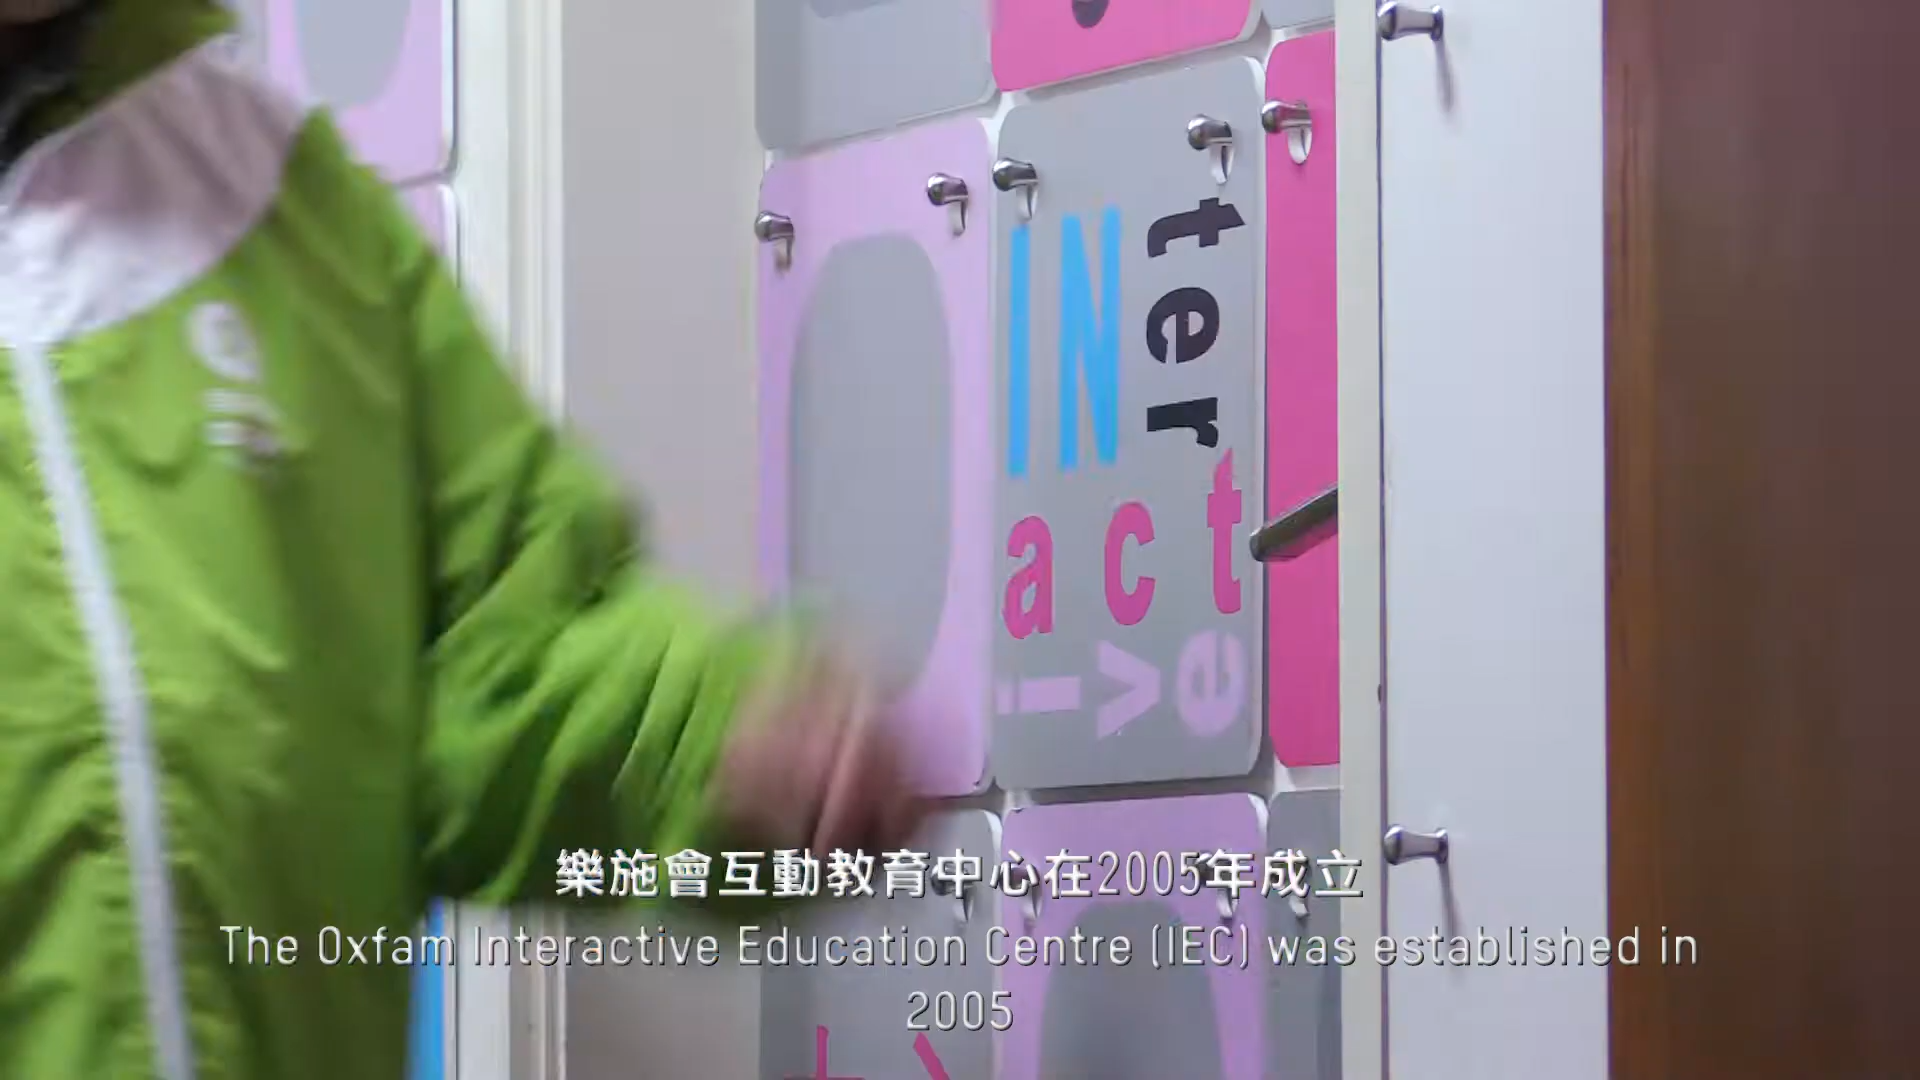 IN
ter
act
ive
樂施會互動教育中心在2005年成立
The Oxfam Interactive Education Centre (IEC) was established in
2005